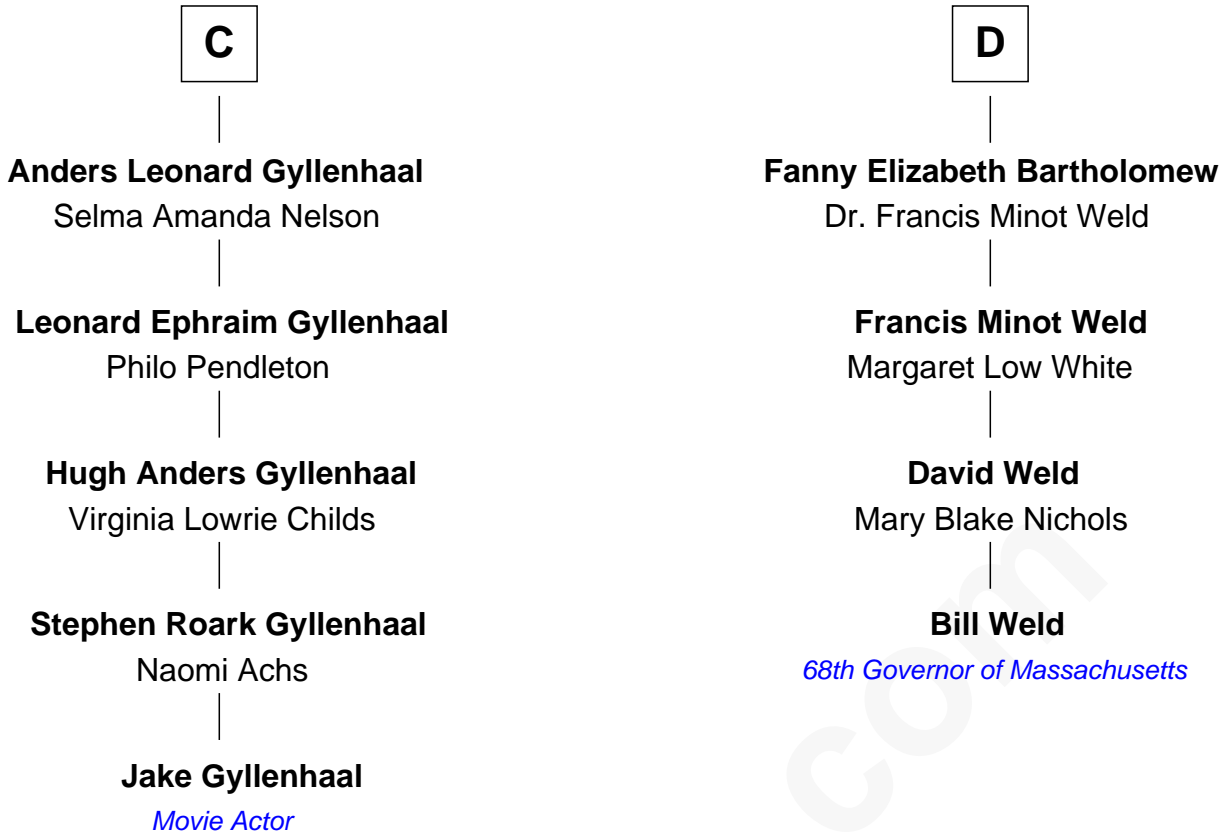 C
Anders Leonard Gyllenhaal
Selma Amanda Nelson
Leonard Ephraim Gyllenhaal
Philo Pendleton
Hugh Anders Gyllenhaal
Virginia Lowrie Childs
Stephen Roark Gyllenhaal
Naomi Achs
Jake Gyllenhaal
Movie Actor
D
Fanny Elizabeth Bartholomew
Dr. Francis Minot Weld
Francis Minot Weld
Margaret Low White
David Weld
Mary Blake Nichols
Bill Weld
68th Governor of Massachusetts
com